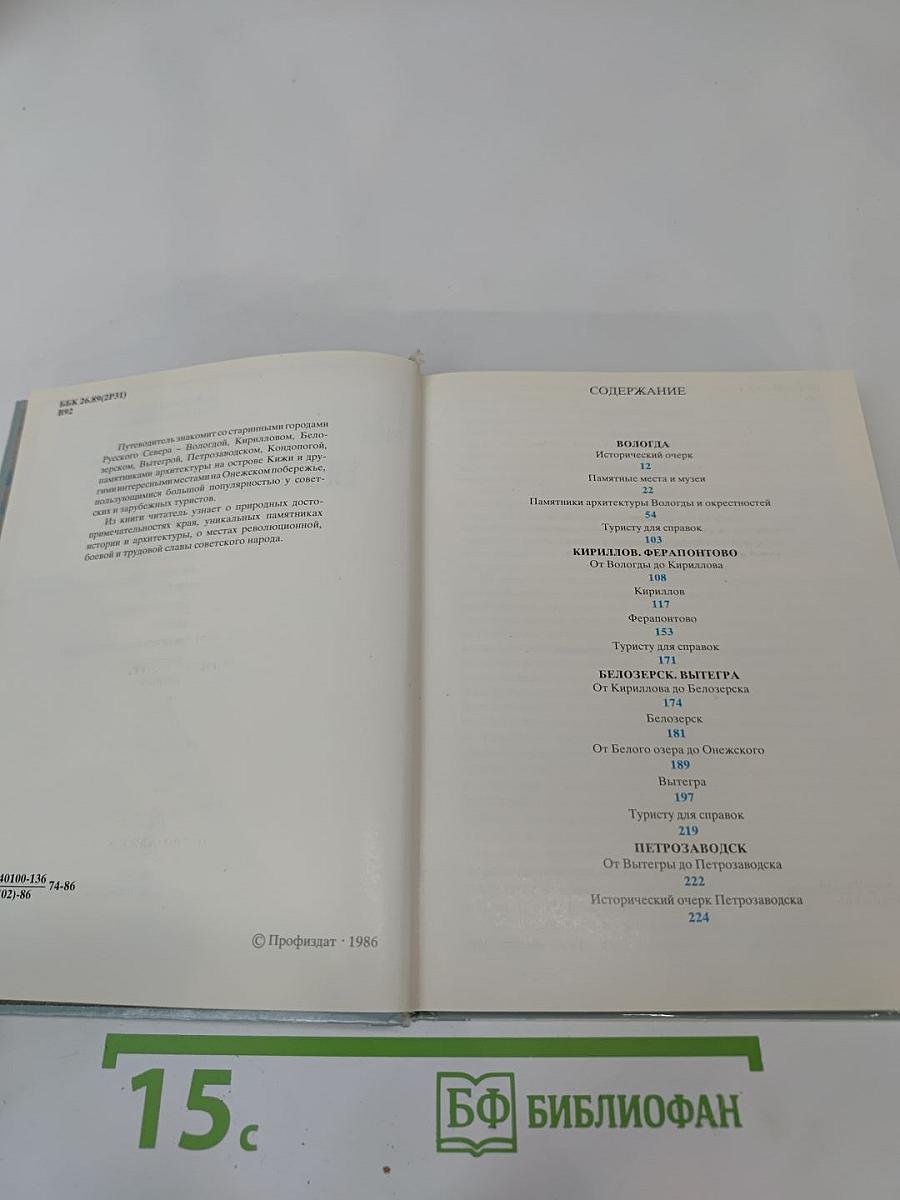 ББК 26.89(2Р31)
В92
Путеводитель знакомит со старинными городами
Русского Севера – Вологдой, Кирилловом, Бело-
зерском, Вытегрой, Петрозаводском, Кондопогой,
памятниками архитектуры на острове Кижи и дру-
гими интересными местами на Онежском побережье,
пользующимися большой популярностью у совет-
ских и зарубежных туристов.
Из книги читатель узнает о природных досто-
примечательностях края, уникальных памятниках
истории и архитектуры, о местах революционной,
боевой и трудовой славы советского народа.
40100-136
02)-86
74-86
© Профиздат · 1986
СОДЕРЖАНИЕ
ВОЛОГДА
Исторический очерк
12
Памятные места и музеи
22
Памятники архитектуры Вологды и окрестностей
54
Туристу для справок
103
КИРИЛЛОВ. ФЕРАПОНТОВО
От Вологды до Кириллова
108
Кириллов
117
Ферапонтово
153
Туристу для справок
171
БЕЛОЗЕРСК. ВЫТЕГРА
От Кириллова до Белозерска
174
Белозерск
181
От Белого озера до Онежского
189
Вытегра
197
Туристу для справок
219
ПЕТРОЗАВОДСК
От Вытегры до Петрозаводска
222
Исторический очерк Петрозаводска
224
15 с
БФ БИБЛИОФАН